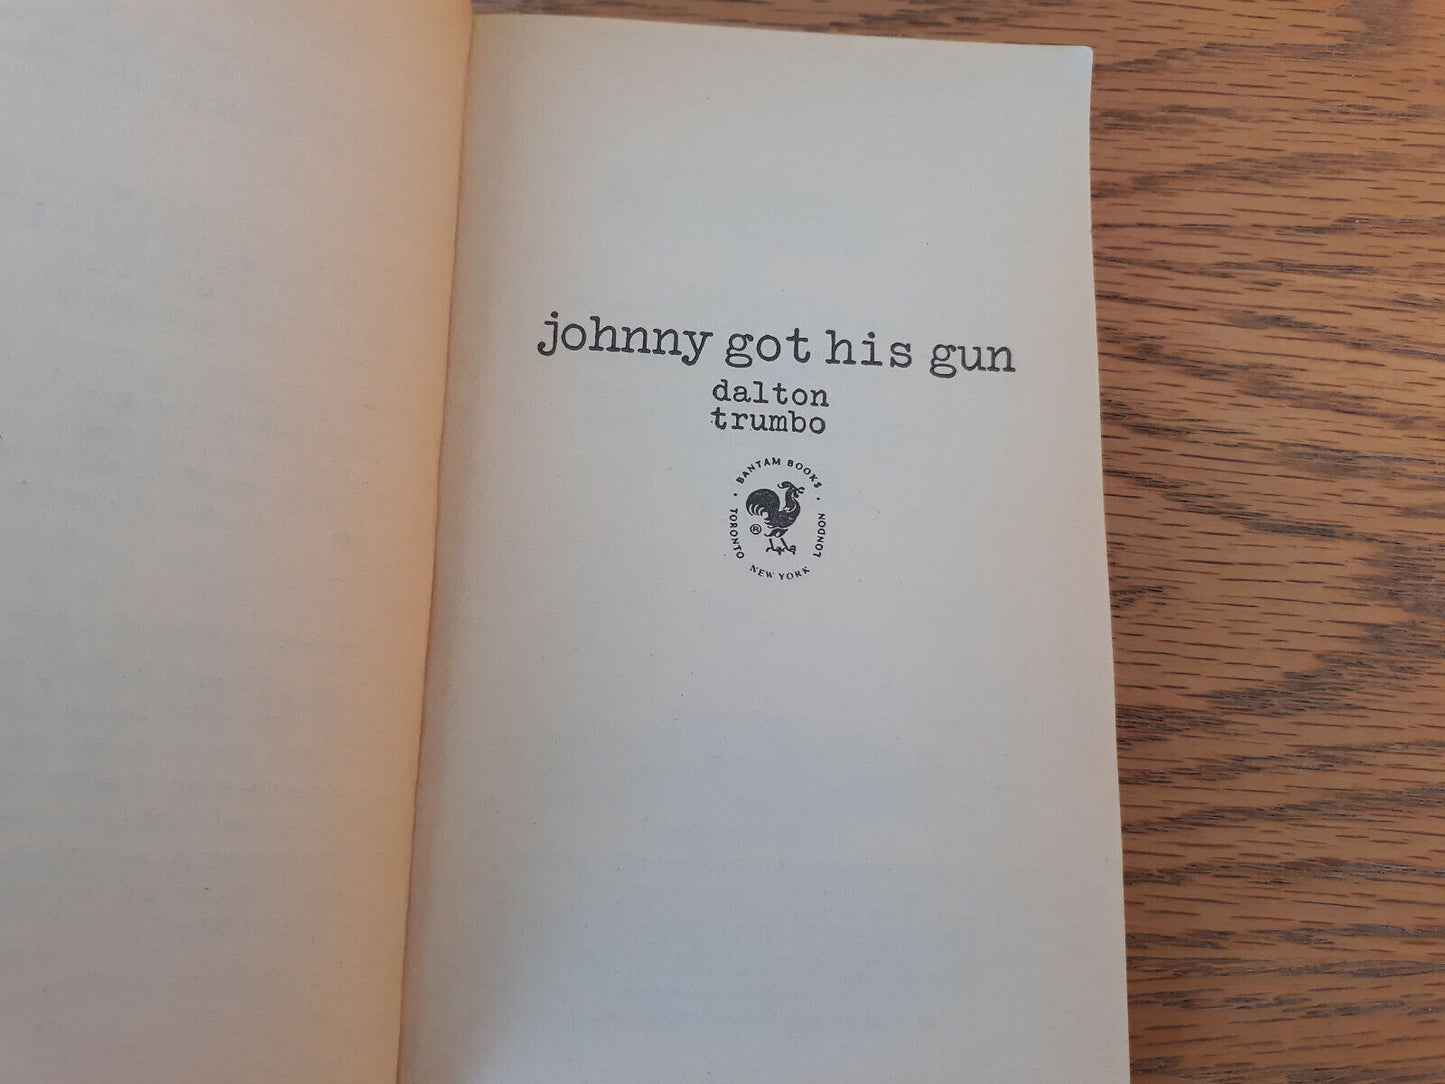 johnny got his gun
dalton
trumbo
BANTAM BOOKS
TORONTO · NEW YORK · LONDON
®